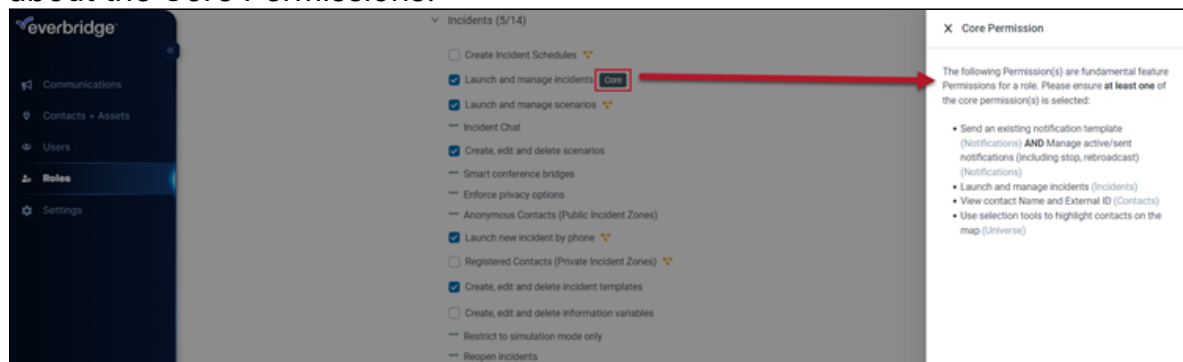 about the Core Permissions.
everbridge
Communications
Contacts + Assets
Users
Roles
Settings
Incidents (5/14)
Create Incident Schedules
Launch and manage incidents Core
Launch and manage scenarios
Incident Chat
Create, edit and delete scenarios
Smart conference bridges
Enforce privacy options
Anonymous Contacts (Public Incident Zones)
Launch new incident by phone
Registered Contacts (Private Incident Zones)
Create, edit and delete incident templates
Create, edit and delete information variables
Restrict to simulation mode only
Reopen incidents
X Core Permission
The following Permission(s) are fundamental feature
Permissions for a role. Please ensure at least one of
the core permission(s) is selected:
• Send an existing notification template
(Notifications) AND Manage active/sent
notifications (including stop, rebroadcast)
(Notifications)
• Launch and manage incidents (Incidents)
• View contact Name and External ID (Contacts)
• Use selection tools to highlight contacts on the
map (Universe)